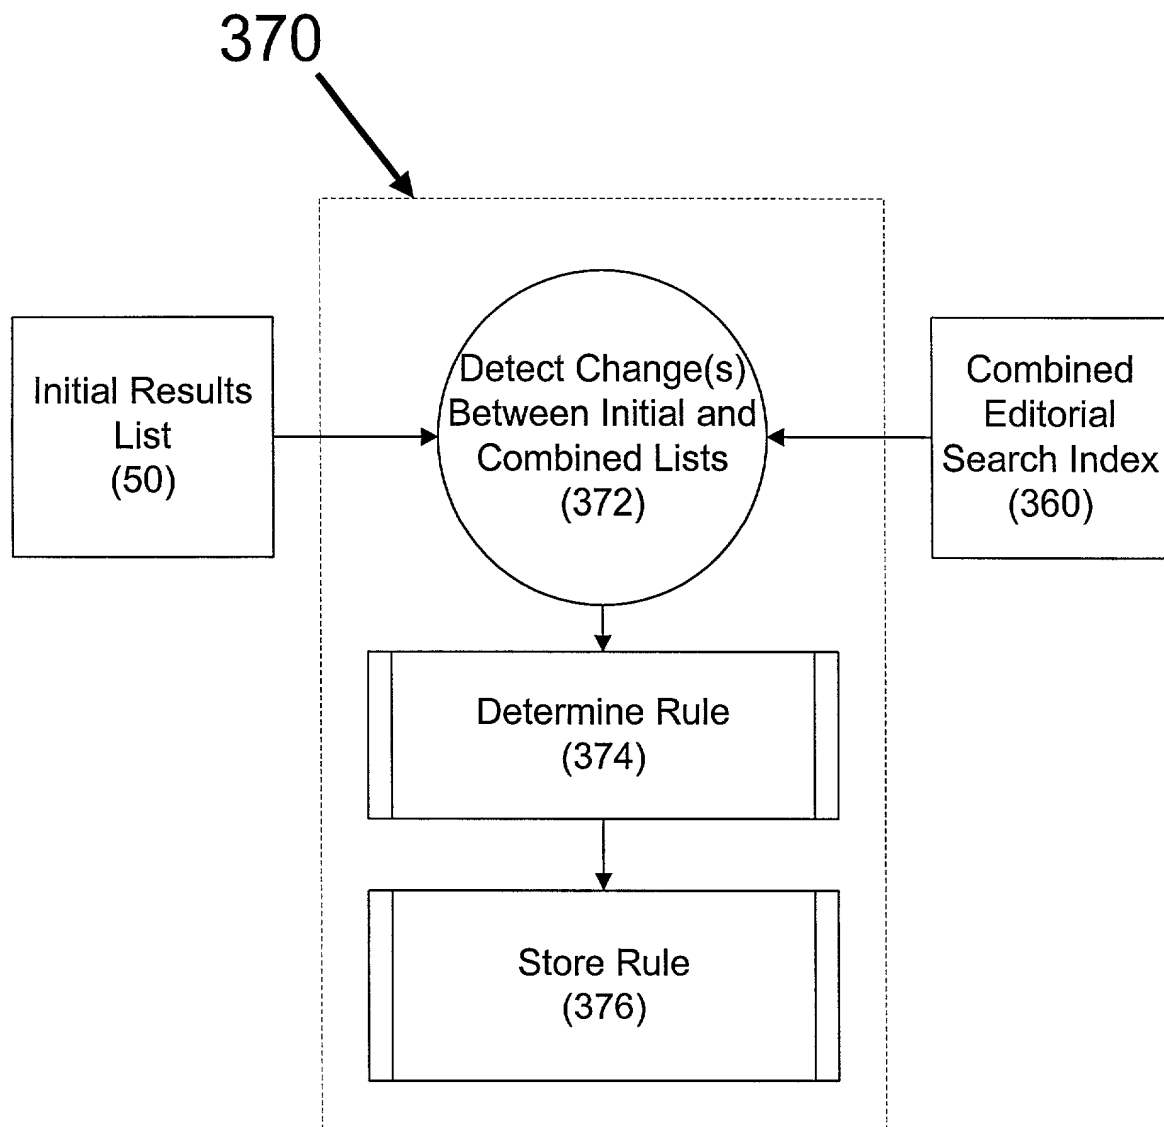 370
Initial Results
List
(50)
Detect Change(s)
Between Initial and
Combined Lists
(372)
Combined
Editorial
Search Index
(360)
Determine Rule
(374)
Store Rule
(376)